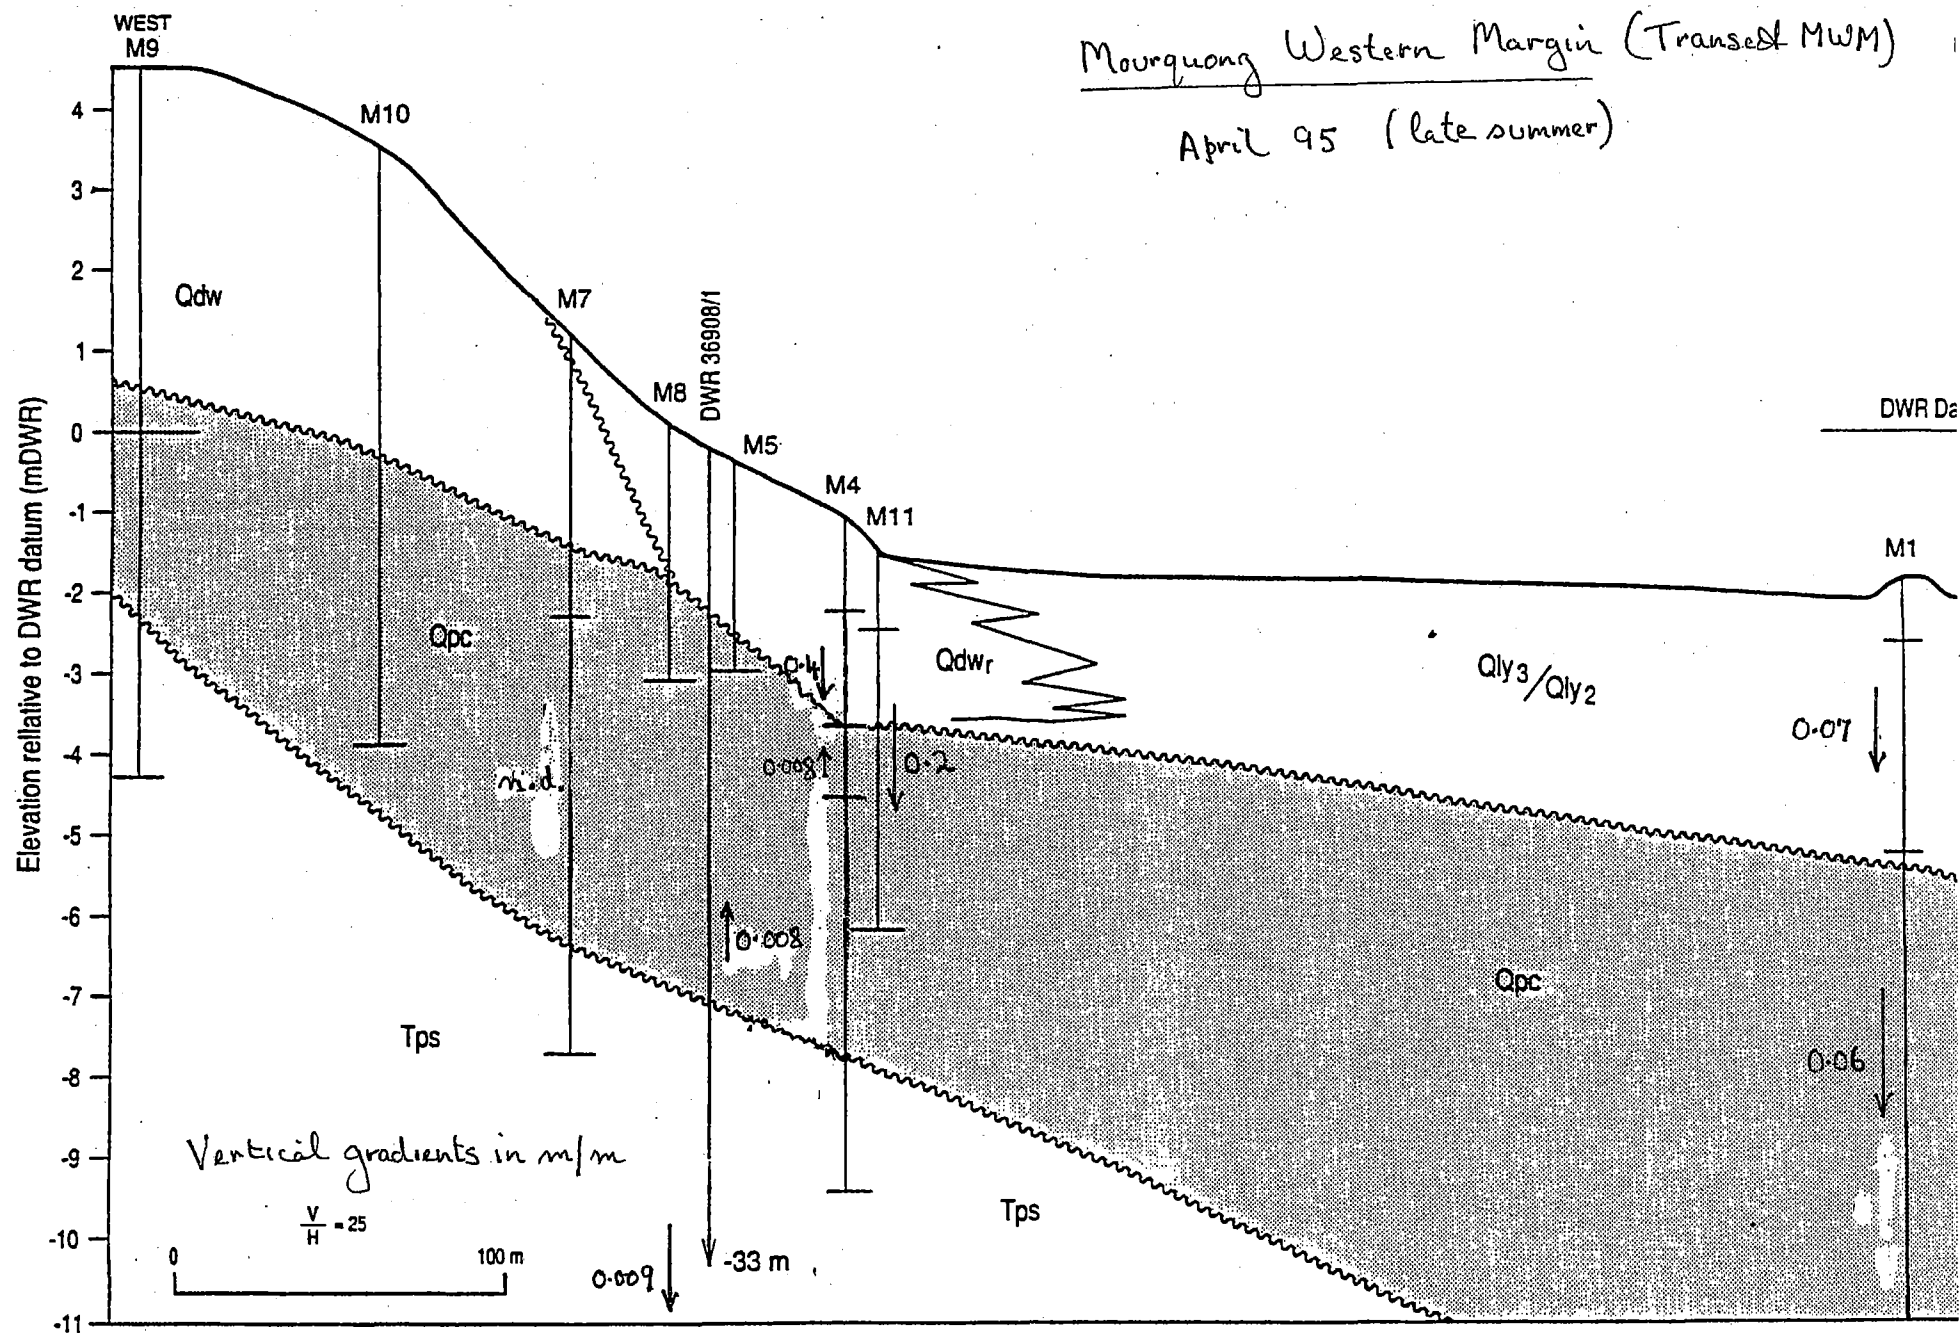 WEST
M9
Mourquong Western Margin (Transect MWM)
April 95 (late summer)
M10
4
3
2
1
0
-1
-2
-3
-4
-5
-6
-7
-8
-9
-10
-11
Elevation rellative to DWR datum (mDWR)
Qdw
M7
M8
DWR 36908/1
M5
M4
M11
DWR Da
M1
Qpc
0.4
Qdwr
Qly3/Qly2
0.07
n.d.
0.008
0.2
0.008
Qpc
Tps
0.06
Vertical gradients in m/m
Tps
V/H = 25
0 100 m
0.009
-33 m